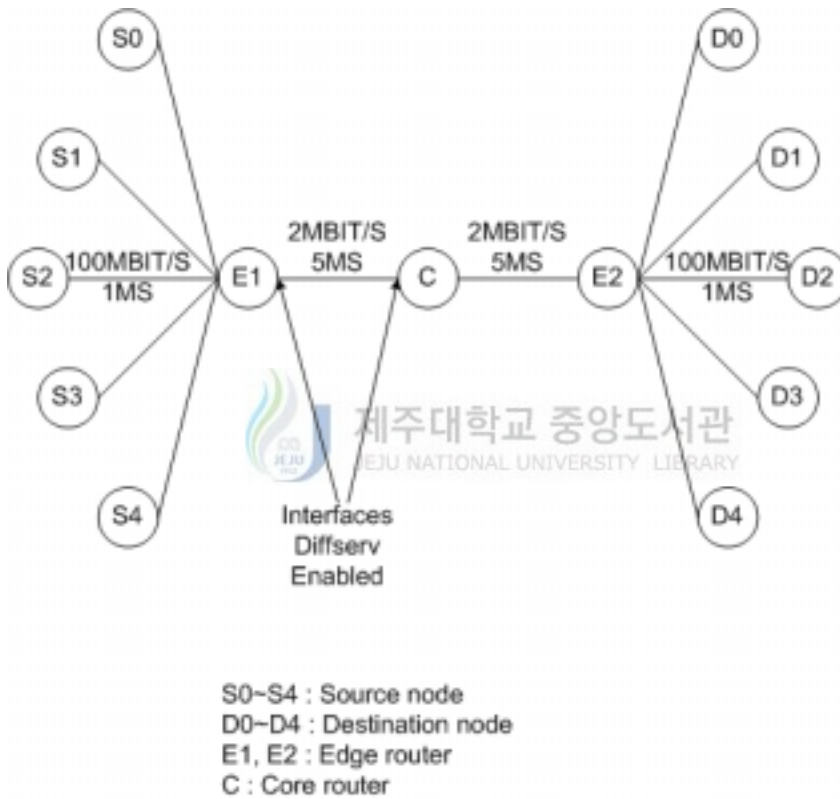 S0
D0
S1
D1
2MBIT/S
2MBIT/S
S2
100MBIT/S
1MS
E1
5MS
C
5MS
E2
100MBIT/S
1MS
D2
S3
D3
제주대학교 중앙도서관
JEJU NATIONAL UNIVERSITY LIBRARY
JEJU
S4
D4
Interfaces
Diffserv
Enabled
S0~S4 : Source node
D0~D4 : Destination node
E1, E2 : Edge router
C : Core router